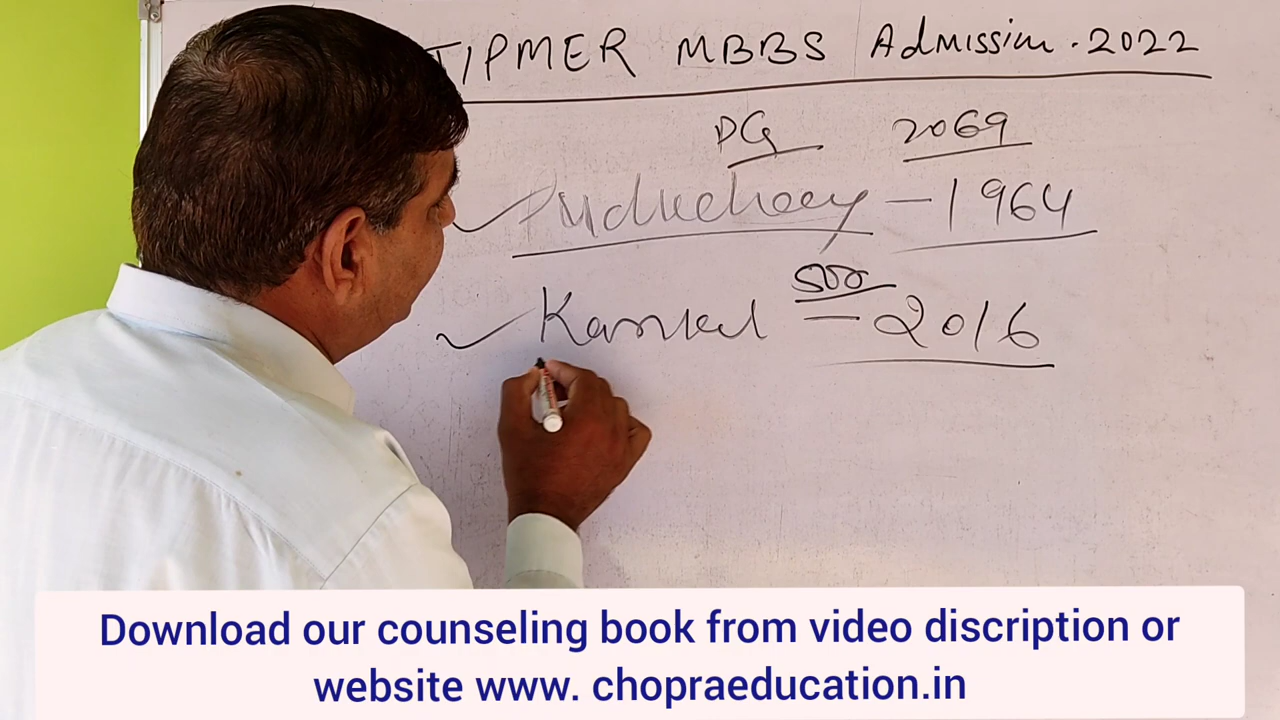 JIPMER MBBS Admission. 2022
PG 2069
Puducherry - 1964
500
Karaikal - 2016
Download our counseling book from video discription or
website www. chopraeducation.in